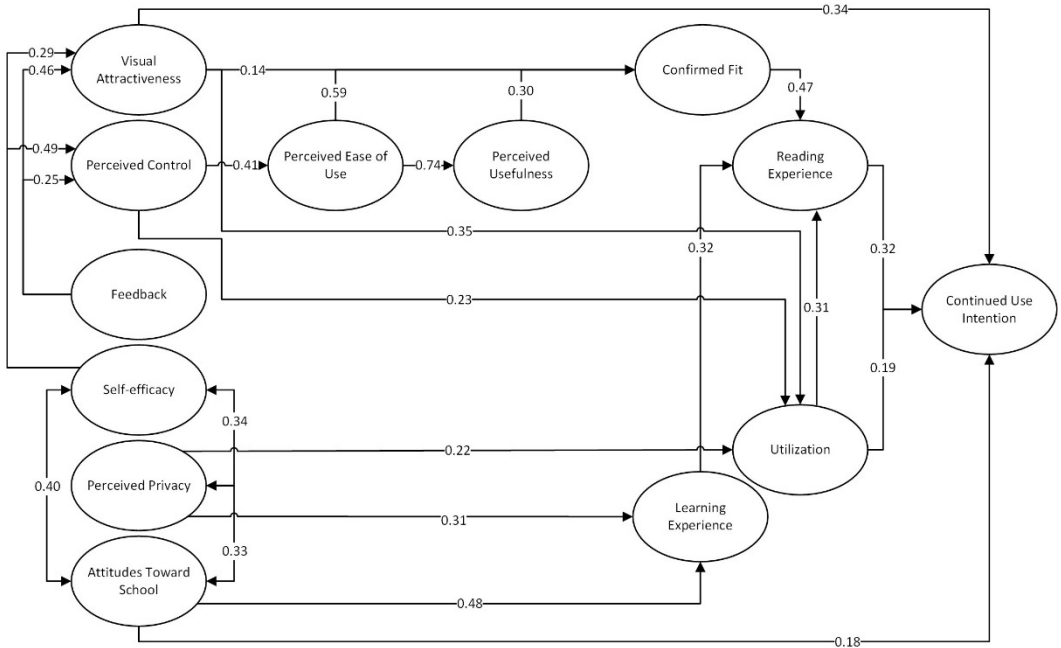 0.34
0.29
Visual
Attractiveness
0.46
0.14
Confirmed Fit
0.59
0.30
0.47
0.49
Perceived Control
0.41
Perceived Ease of
Use
0.74
Perceived
Usefulness
Reading
Experience
0.25
0.35
0.32
0.32
Feedback
0.23
0.31
Continued Use
Intention
0.19
Self-efficacy
0.34
0.22
Utilization
0.40
Perceived Privacy
0.31
Learning
Experience
0.33
Attitudes Toward
School
0.48
0.18